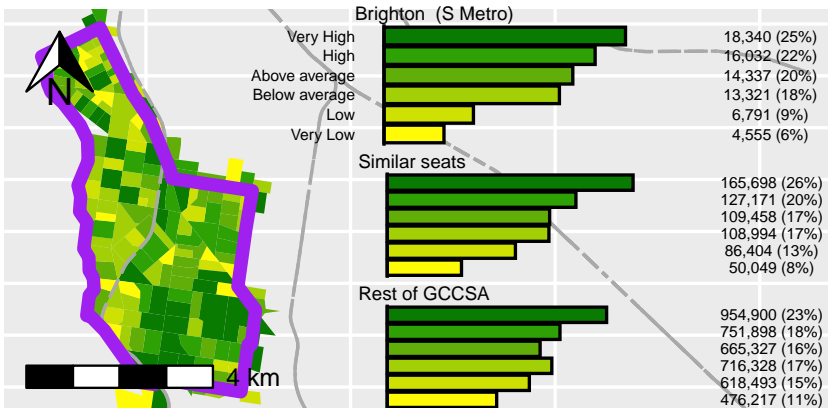 Brighton (S Metro)
Very High 18,340 (25%)
High 16,032 (22%)
Above average 14,337 (20%)
Below average 13,321 (18%)
Low 6,791 (9%)
Very Low 4,555 (6%)
Similar seats
165,698 (26%)
127,171 (20%)
109,458 (17%)
108,994 (17%)
86,404 (13%)
50,049 (8%)
Rest of GCCSA
954,900 (23%)
751,898 (18%)
665,327 (16%)
716,328 (17%)
618,493 (15%)
476,217 (11%)
N
4 km